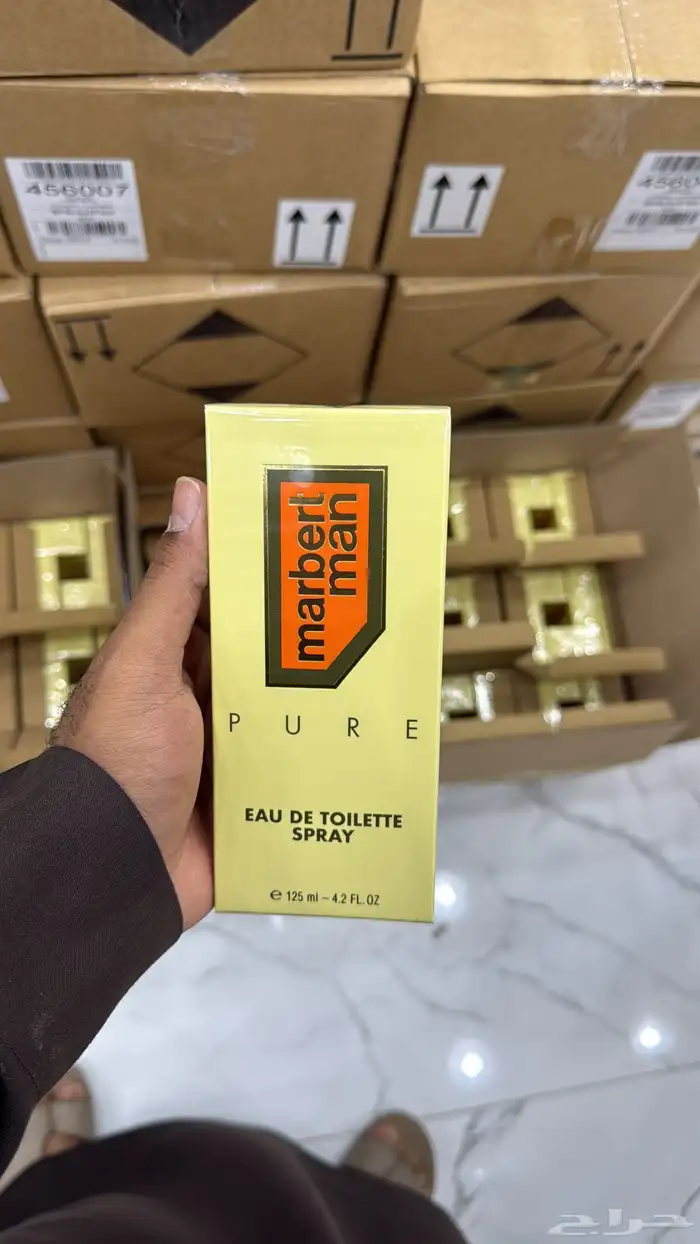 456007
marbert
man
PURE
EAU DE TOILETTE
SPRAY
℮ 125 ml – 4.2 FL. OZ
حراج